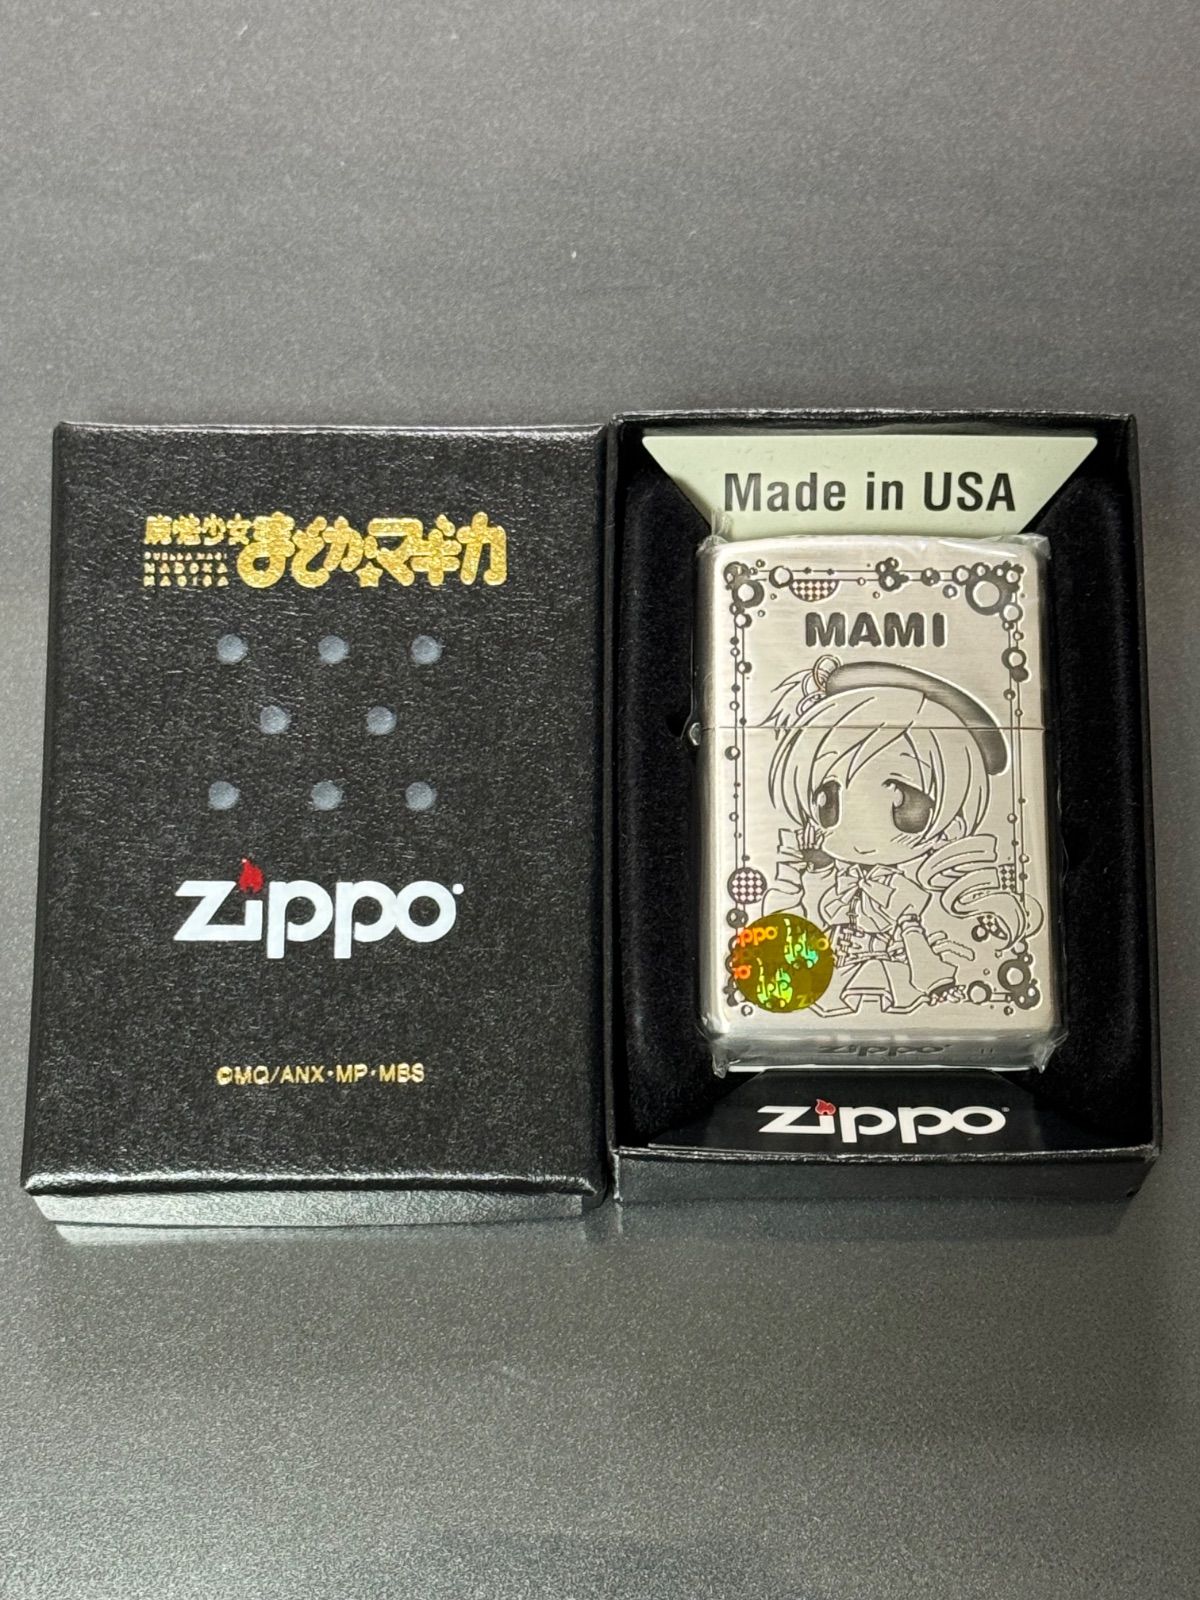 魔法少女
まどか☆マギカ
PUELLA MAGI
MADOKA
MAGICA
zippo
©MQ/ANX・MP・MBS
Made in USA
MAMI
zippo
zippo